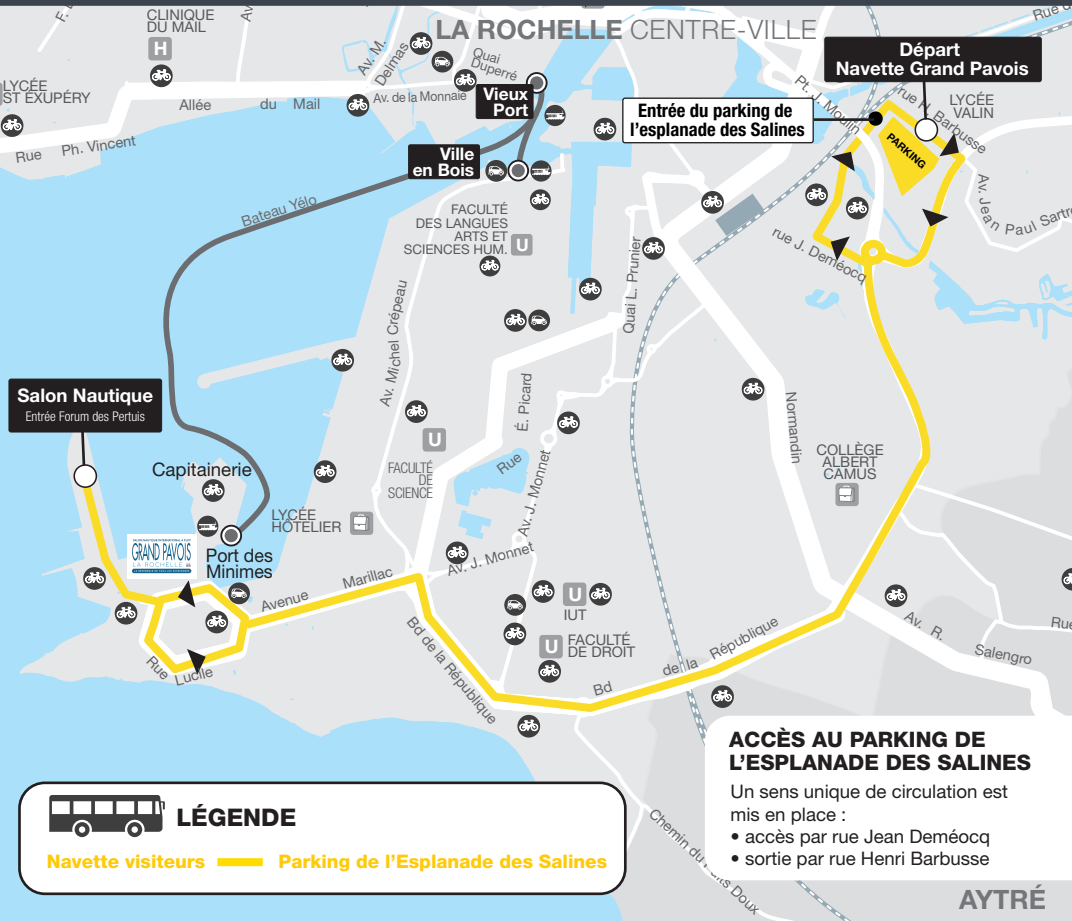 LA ROCHELLE CENTRE-VILLE
CLINIQUE
DU MAIL
H
LYCÉE
ST EXUPÉRY
Allée du Mail
Rue Ph. Vincent
Av. M.
Delmas
Quai
Duperré
Av. de la Monnaie
Vieux
Port
Ville
en Bois
Bateau Yélo
Départ
Navette Grand Pavois
Entrée du parking de
l'esplanade des Salines
Pt. J. Moulin
rue H. Barbusse
LYCÉE
VALIN
PARKING
Av. Jean Paul Sartre
rue J. Deméocq
FACULTÉ
DES LANGUES
ARTS ET
SCIENCES HUM.
U
Quai L. Prunier
Av. Michel Crépeau
Salon Nautique
Entrée Forum des Pertuis
Capitainerie
LYCÉE
HÔTELIER
U
FACULTÉ
DE
SCIENCE
Rue É. Picard
Av. J. Monnet
Av. J. Monnet
Normandin
COLLÈGE
ALBERT
CAMUS
GRAND PAVOIS
LA ROCHELLE
Port des
Minimes
Avenue Marillac
Rue Lucile
Bd de la République
U
IUT
U
FACULTÉ
DE DROIT
Bd de la République
Av. R. Salengro
Rue
Chemin du Puits Doux
ACCÈS AU PARKING DE
L'ESPLANADE DES SALINES
Un sens unique de circulation est
mis en place :
• accès par rue Jean Deméocq
• sortie par rue Henri Barbusse
AYTRÉ
LÉGENDE
Navette visiteurs Parking de l'Esplanade des Salines